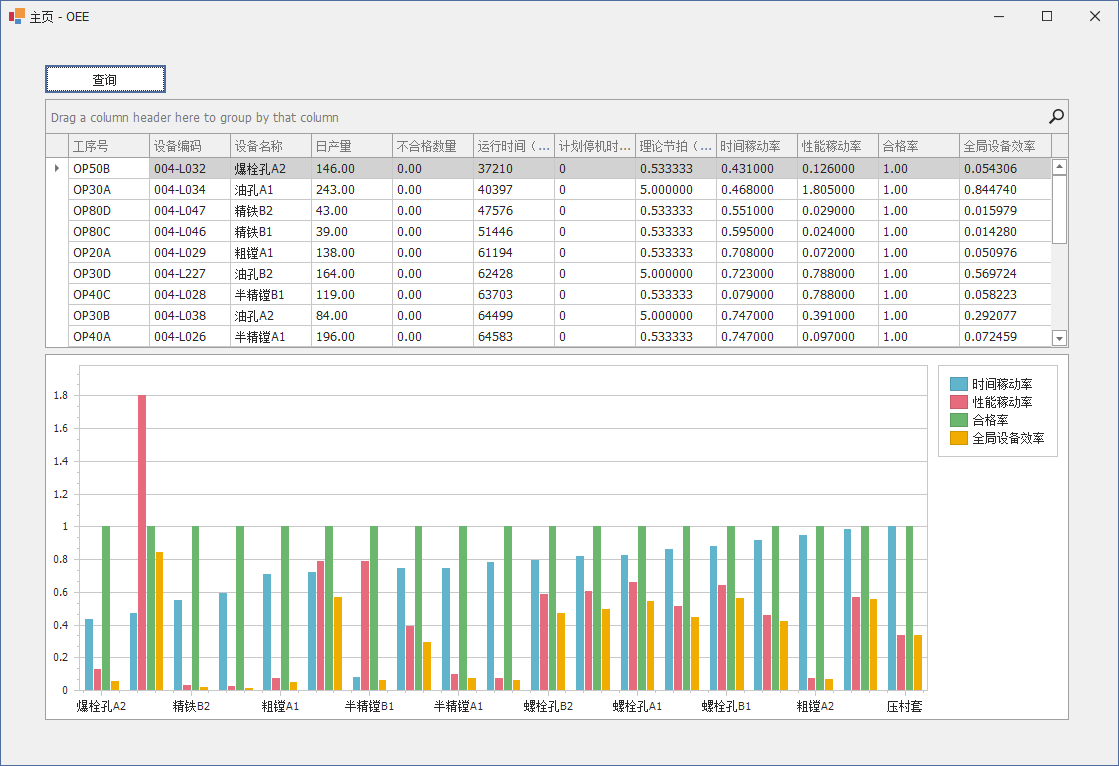 主页 - OEE
查询
Drag a column header here to group by that column
工序号 设备编码 设备名称 日产量 不合格数量 运行时间（... 计划停机时... 理论节拍（... 时间稼动率 性能稼动率 合格率 全局设备效率
OP50B 004-L032 爆栓孔A2 146.00 0.00 37210 0 0.533333 0.431000 0.126000 1.00 0.054306
OP30A 004-L034 油孔A1 243.00 0.00 40397 0 5.000000 0.468000 1.805000 1.00 0.844740
OP80D 004-L047 精铁B2 43.00 0.00 47576 0 0.533333 0.551000 0.029000 1.00 0.015979
OP80C 004-L046 精铁B1 39.00 0.00 51446 0 0.533333 0.595000 0.024000 1.00 0.014280
OP20A 004-L029 粗镗A1 138.00 0.00 61194 0 0.533333 0.708000 0.072000 1.00 0.050976
OP30D 004-L227 油孔B2 164.00 0.00 62428 0 5.000000 0.723000 0.788000 1.00 0.569724
OP40C 004-L028 半精镗B1 119.00 0.00 63703 0 0.533333 0.079000 0.788000 1.00 0.058223
OP30B 004-L038 油孔A2 84.00 0.00 64499 0 5.000000 0.747000 0.391000 1.00 0.292077
OP40A 004-L026 半精镗A1 196.00 0.00 64583 0 0.533333 0.747000 0.097000 1.00 0.072459
1.8
1.6
1.4
1.2
1
0.8
0.6
0.4
0.2
0
爆栓孔A2 精铁B2 粗镗A1 半精镗B1 半精镗A1 螺栓孔B2 螺栓孔A1 螺栓孔B1 粗镗A2 压村套
时间稼动率
性能稼动率
合格率
全局设备效率